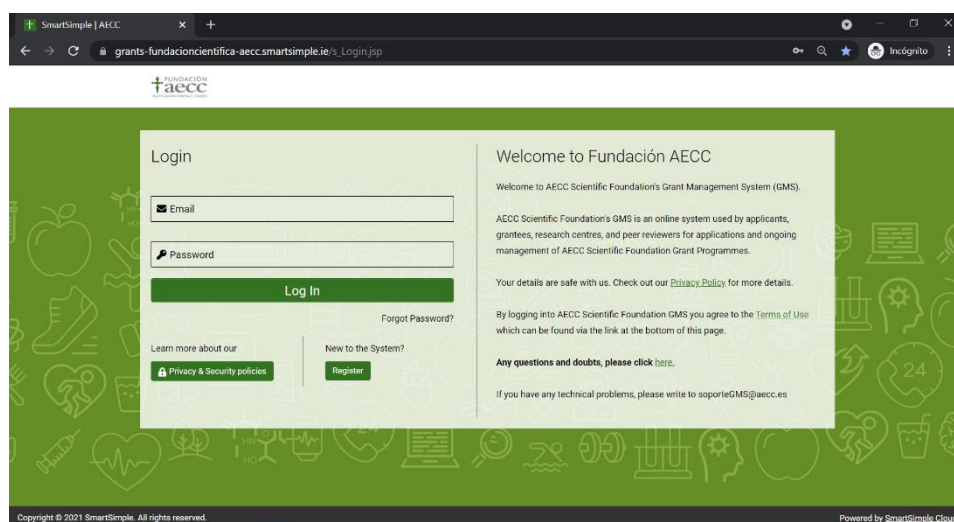 SmartSimple | AECC
grants-fundacioncientifica-aecc.smartsimple.ie/s_Login.jsp
Incógnito
FUNDACIÓN
aecc
Login
Email
Password
Log In
Forgot Password?
Learn more about our
Privacy & Security policies
New to the System?
Register
Welcome to Fundación AECC
Welcome to AECC Scientific Foundation's Grant Management System (GMS).
AECC Scientific Foundation's GMS is an online system used by applicants,
grantees, research centres, and peer reviewers for applications and ongoing
management of AECC Scientific Foundation Grant Programmes.
Your details are safe with us. Check out our Privacy Policy for more details.
By logging into AECC Scientific Foundation GMS you agree to the Terms of Use
which can be found via the link at the bottom of this page.
Any questions and doubts, please click here.
If you have any technical problems, please write to soporteGMS@aecc.es
24
Copyright © 2021 SmartSimple. All rights reserved.
Powered by SmartSimple Cloud